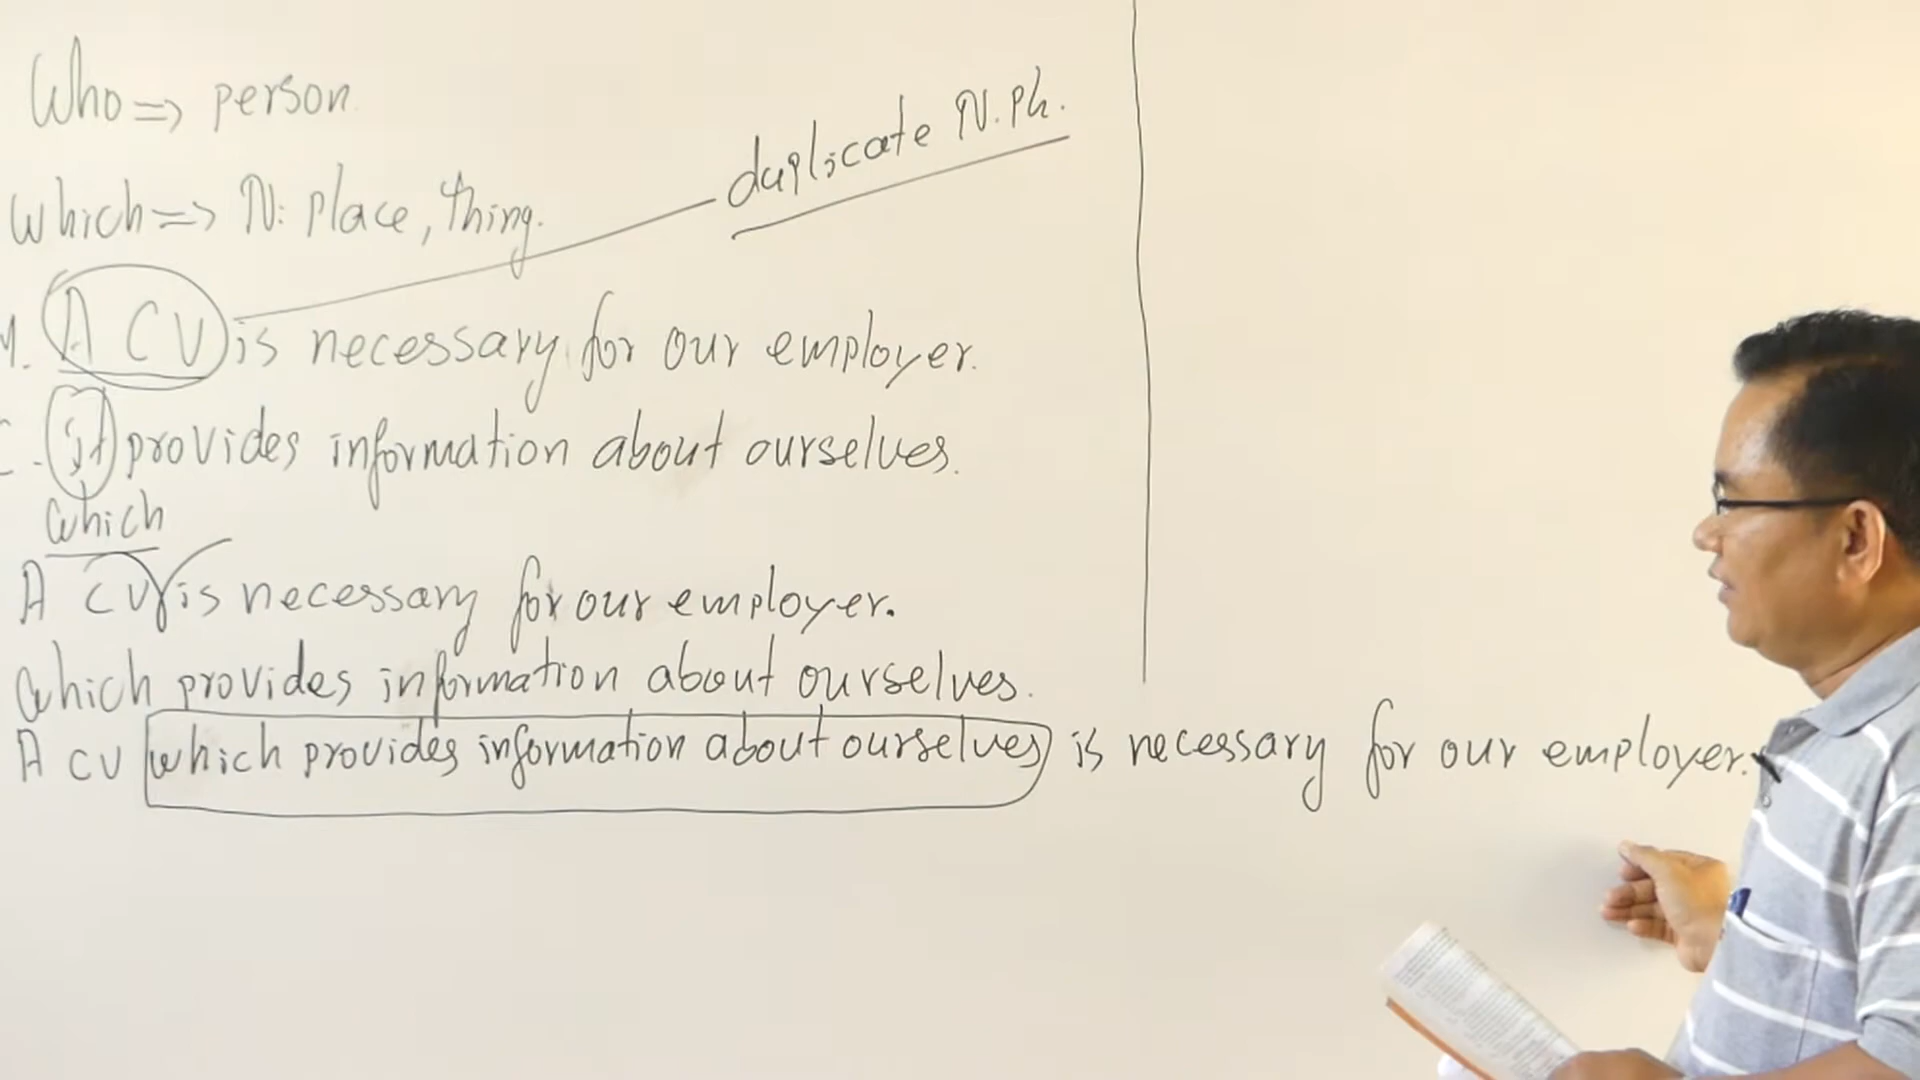 Who => person.
duplicate N.Ph.
Which => N: place, thing.
A CV is necessary for our employer.
it provides information about ourselves.
which
A CV is necessary for our employer.
which provides information about ourselves.
A CV which provides information about ourselves is necessary for our employer.